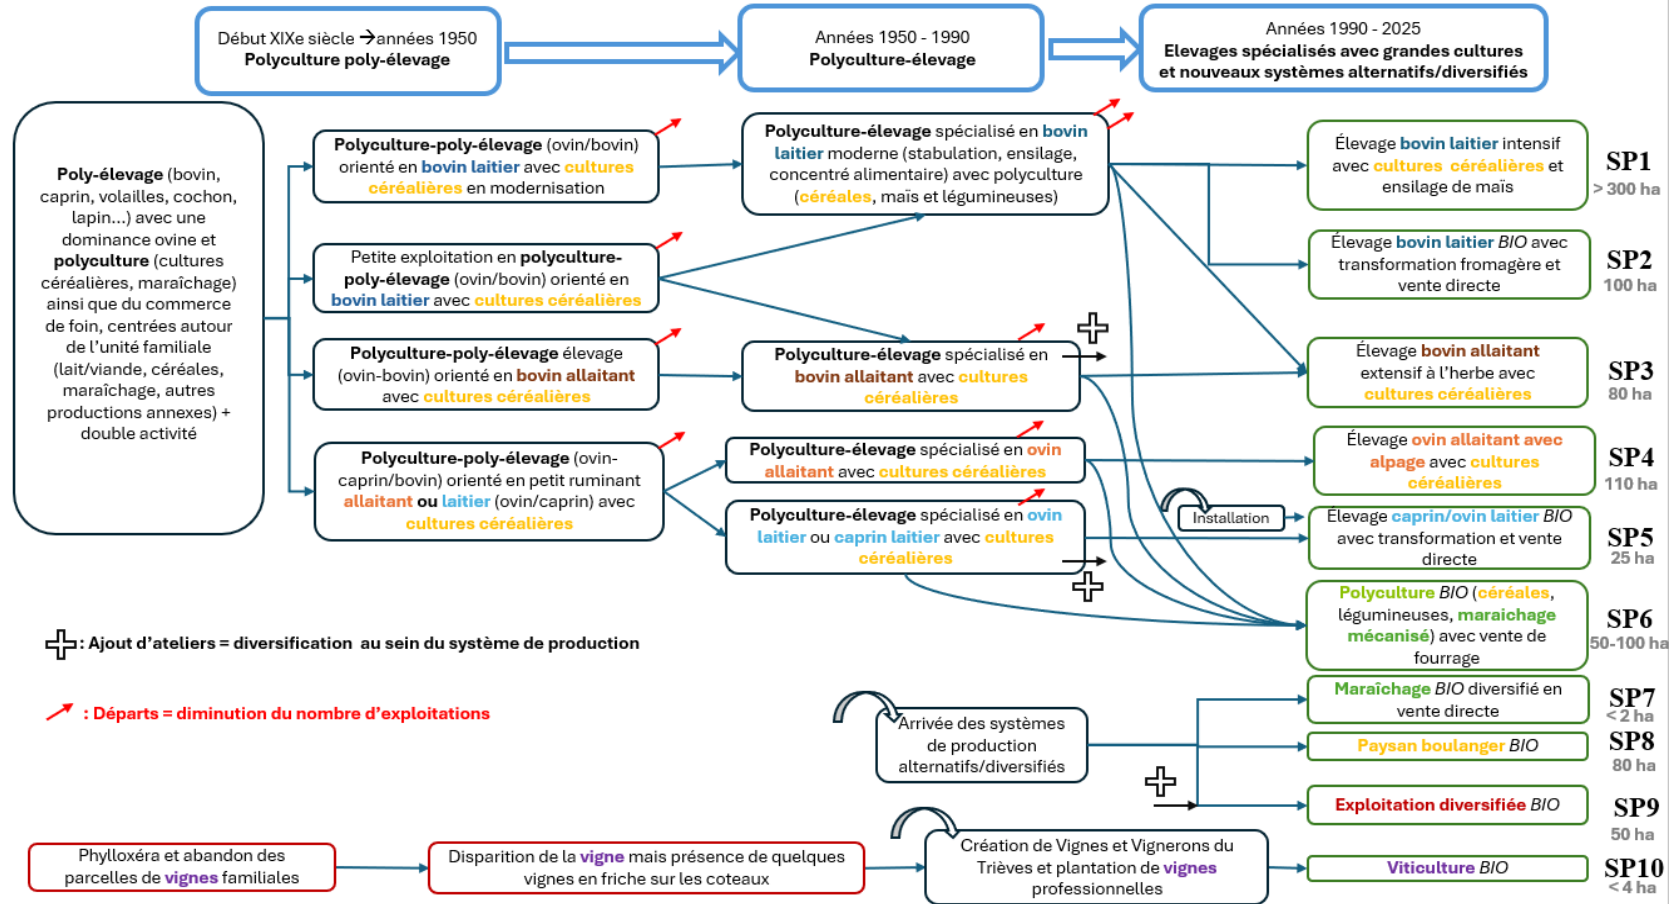 Début XIXe siècle →années 1950
Polyculture poly-élevage
Années 1950 - 1990
Polyculture-élevage
Années 1990 - 2025
Elevages spécialisés avec grandes cultures
et nouveaux systèmes alternatifs/diversifiés
Poly-élevage (bovin,
caprin, volailles, cochon,
lapin...) avec une
dominance ovine et
polyculture (cultures
céréalières, maraîchage)
ainsi que du commerce
de foin, centrées autour
de l'unité familiale
(lait/viande, céréales,
maraîchage, autres
productions annexes) +
double activité
Polyculture-poly-élevage (ovin/bovin)
orienté en bovin laitier avec cultures
céréalières en modernisation
Petite exploitation en polyculture-
poly-élevage (ovin/bovin) orienté en
bovin laitier avec cultures céréalières
Polyculture-poly-élevage élevage
(ovin-bovin) orienté en bovin allaitant
avec cultures céréalières
Polyculture-poly-élevage (ovin-
caprin/bovin) orienté en petit ruminant
allaitant ou laitier (ovin/caprin) avec
cultures céréalières
Polyculture-élevage spécialisé en bovin
laitier moderne (stabulation, ensilage,
concentré alimentaire) avec polyculture
(céréales, maïs et légumineuses)
Polyculture-élevage spécialisé en
bovin allaitant avec cultures
céréalières
Polyculture-élevage spécialisé en ovin
allaitant avec cultures céréalières
Polyculture-élevage spécialisé en ovin
laitier ou caprin laitier avec cultures
céréalières
Élevage bovin laitier intensif
avec cultures céréalières et
ensilage de maïs
SP1
> 300 ha
Élevage bovin laitier BIO avec
transformation fromagère et
vente directe
SP2
100 ha
Élevage bovin allaitant
extensif à l'herbe avec
cultures céréalières
SP3
80 ha
Élevage ovin allaitant avec
alpage avec cultures
céréalières
SP4
110 ha
Installation
Élevage caprin/ovin laitier BIO
avec transformation et vente
directe
SP5
25 ha
Polyculture BIO (céréales,
légumineuses, maraichage
mécanisé) avec vente de
fourrage
SP6
50-100 ha
: Ajout d'ateliers = diversification au sein du système de production
: Départs = diminution du nombre d'exploitations
Arrivée des systèmes
de production
alternatifs/diversifiés
Maraîchage BIO diversifié en
vente directe
SP7
< 2 ha
Paysan boulanger BIO
SP8
80 ha
Exploitation diversifiée BIO
SP9
50 ha
Phylloxéra et abandon des
parcelles de vignes familiales
Disparition de la vigne mais présence de quelques
vignes en friche sur les coteaux
Création de Vignes et Vignerons du
Trièves et plantation de vignes
professionnelles
Viticulture BIO
SP10
< 4 ha